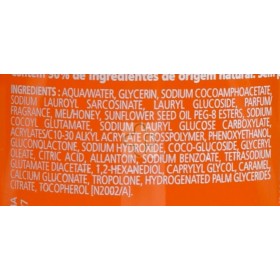 contém 90% de ingredientes de origem natural. Sem
INGREDIENTS: AQUA/WATER, GLYCERIN, SODIUM COCOAMPHOACETATE,
SODIUM LAUROYL SARCOSINATE, LAURYL GLUCOSIDE, PARFUM/
FRAGRANCE, MEL/HONEY, SUNFLOWER SEED OIL PEG-8 ESTERS, SODIUM
COCOYL GLUTAMATE, SODIUM LAURYL GLUCOSE CARBOXYLATE,
ACRYLATES/C10-30 ALKYL ACRYLATE CROSSPOLYMER, PHENOXYETHANOL,
GLUCONOLACTONE, SODIUM HYDROXIDE, COCO-GLUCOSIDE, GLYCERYL
OLEATE, CITRIC ACID, ALLANTOIN, SODIUM BENZOATE, TETRASODIUM
GLUTAMATE DIACETATE, 1,2-HEXANEDIOL, CAPRYLYL GLYCOL, CARAMEL,
CALCIUM GLUCONATE, TROPOLONE, HYDROGENATED PALM GLYCERIDES
CITRATE, TOCOPHEROL [N2002/A].